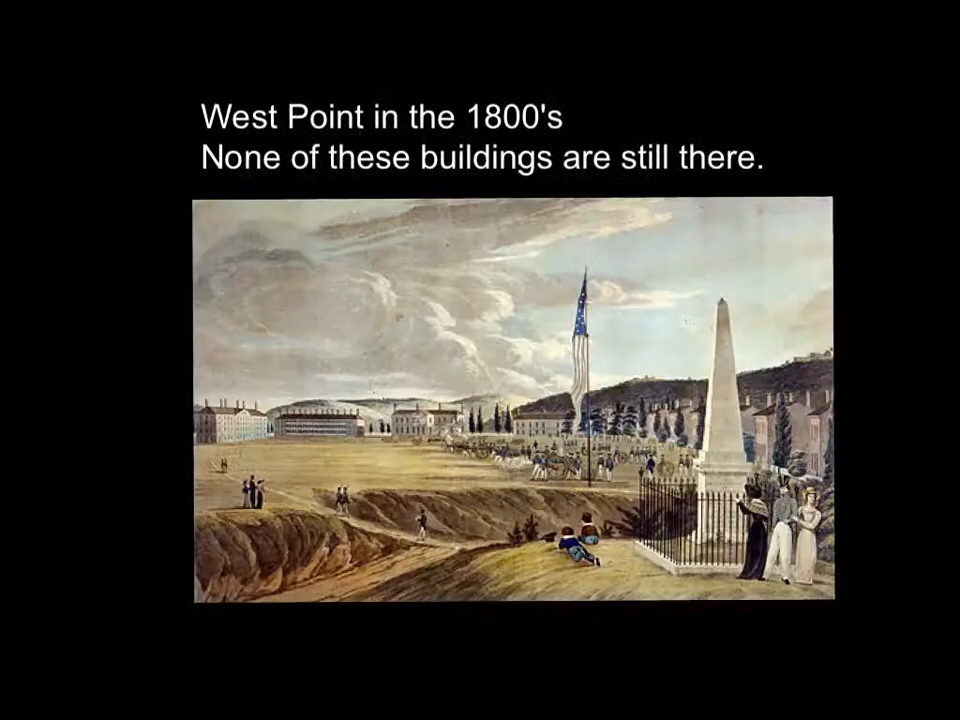 West Point in the 1800's
None of these buildings are still there.